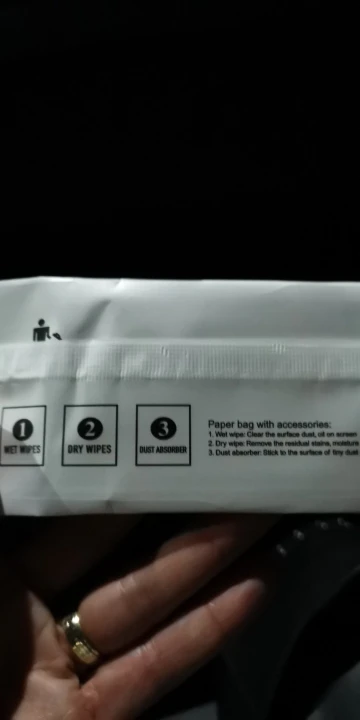 1 2 3
WET WIPES DRY WIPES DUST ABSORBER
Paper bag with accessories:
1. Wet wipe: Clear the surface dust, oil on screen
2. Dry wipe: Remove the residual stains, moisture
3. Dust absorber: Stick to the surface of tiny dust